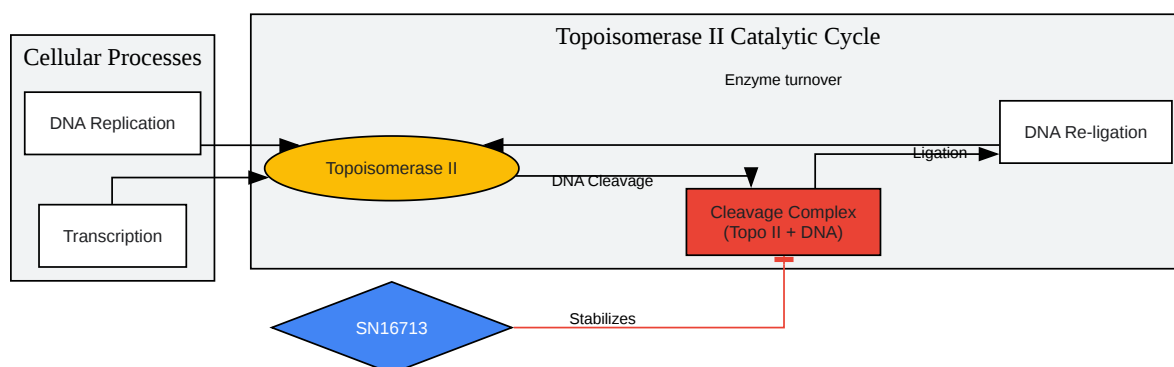 Topoisomerase II Catalytic Cycle
Cellular Processes
Enzyme turnover
DNA Replication
DNA Re-ligation
Ligation
Topoisomerase II
DNA Cleavage
Transcription
Cleavage Complex
(Topo II + DNA)
SN16713
Stabilizes